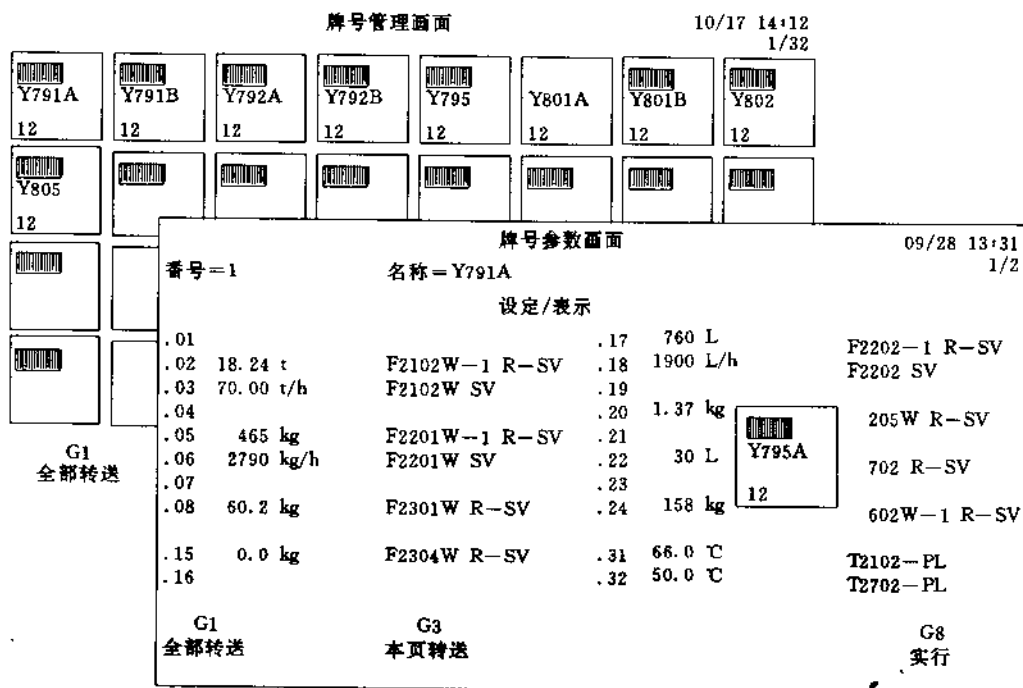 牌号管理画面 10/17 14:12
1/32
Y791A Y791B Y792A Y792B Y795 Y801A Y801B Y802
12 12 12 12 12 12 12 12
Y805
12
牌号参数画面 09/28 13:31
番号=1 名称=Y791A 1/2
设定/表示
.01 .17 760 L F2202-1 R-SV
.02 18.24 t F2102W-1 R-SV .18 1900 L/h F2202 SV
.03 70.00 t/h F2102W SV .19
.04 .20 1.37 kg 205W R-SV
.05 465 kg F2201W--1 R-SV .21 Y795A
.06 2790 kg/h F2201W SV .22 30 L 702 R-SV
.07 .23 12
.08 60.2 kg F2301W R-SV .24 158 kg 602W-1 R-SV
.15 0.0 kg F2304W R-SV .31 66.0 ℃ T2102-PL
.16 .32 50.0 ℃ T2702-PL
G1
全部转送
G1 G3 G8
全部转送 本页转送 实行